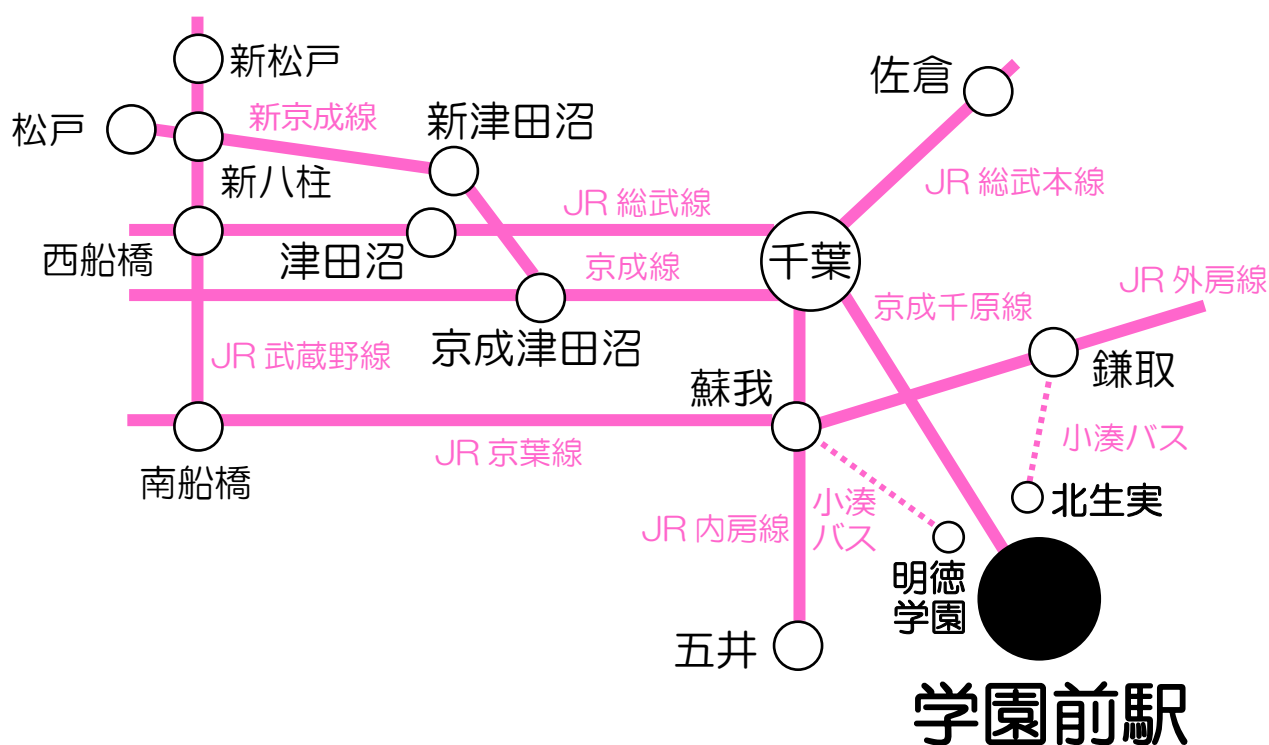 新松戸
佐倉
松戸
新京成線
新津田沼
新八柱
JR 総武本線
JR 総武線
西船橋
津田沼
千葉
京成線
JR 外房線
京成千原線
JR 武蔵野線
京成津田沼
鎌取
蘇我
小湊バス
JR 京葉線
南船橋
北生実
小湊
バス
JR 内房線
明徳
学園
五井
学園前駅